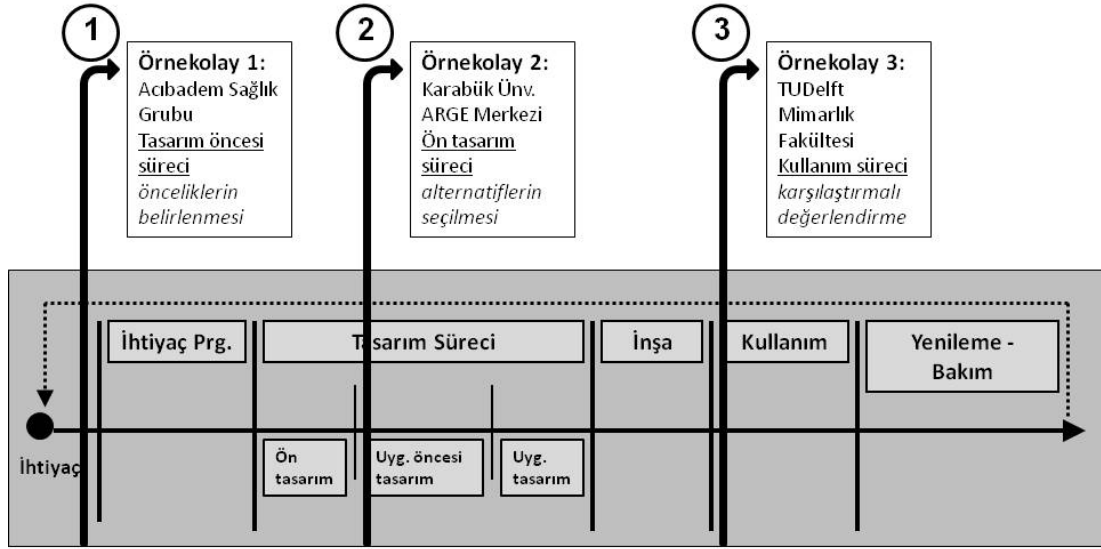 1
Örnekolay 1:
Acıbadem Sağlık
Grubu
Tasarım öncesi
süreci
önceliklerin
belirlenmesi
2
Örnekolay 2:
Karabük Ünv.
ARGE Merkezi
Ön tasarım
süreci
alternatiflerin
seçilmesi
3
Örnekolay 3:
TUDelft
Mimarlık
Fakültesi
Kullanım süreci
karşılaştırmalı
değerlendirme
İhtiyaç Prg.
Tasarım Süreci
İnşa
Kullanım
Yenileme -
Bakım
İhtiyaç
Ön
tasarım
Uyg. öncesi
tasarım
Uyg.
tasarım